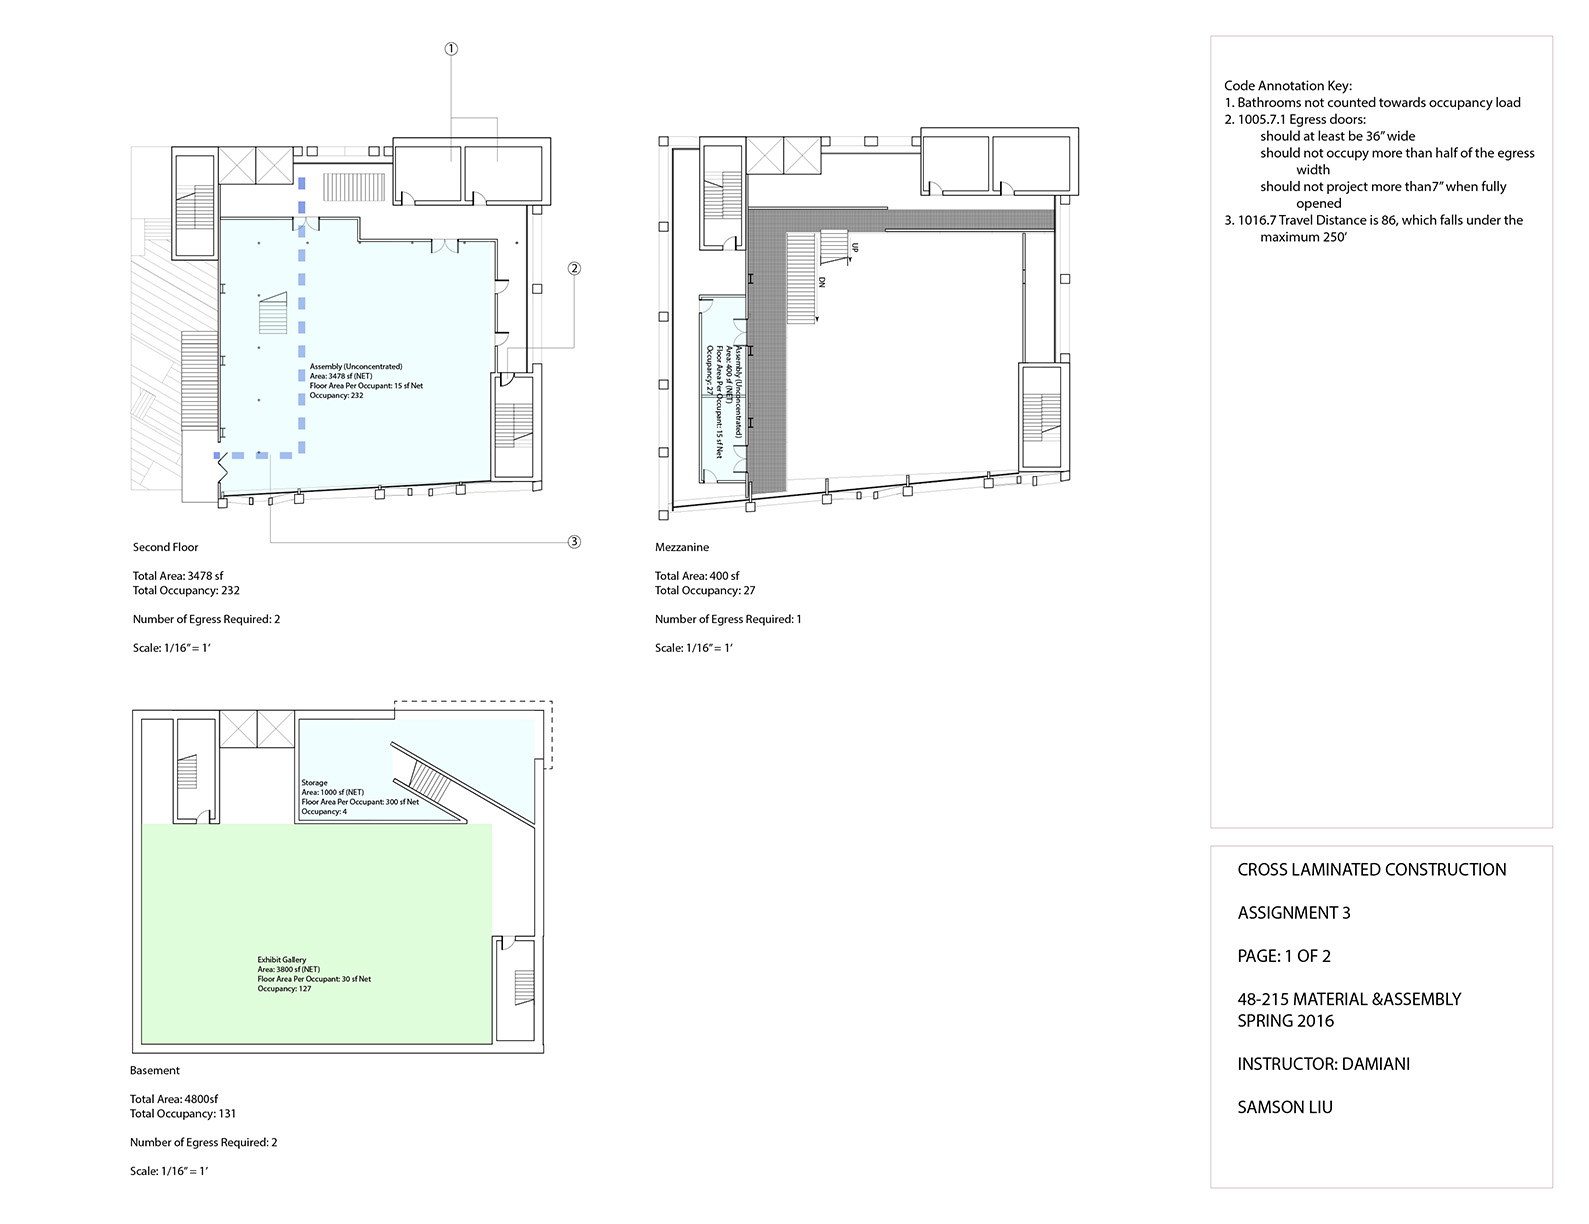 1
2
Assembly (Unconcentrated)
Area: 3478 sf (NET)
Floor Area Per Occupant: 15 sf Net
Occupancy: 232
3
Second Floor
Total Area: 3478 sf
Total Occupancy: 232
Number of Egress Required: 2
Scale: 1/16” = 1’
UP
DN
Assembly (Unconcentrated)
Area: 400 sf (NET)
Floor Area Per Occupant: 15 sf Net
Occupancy: 27
Mezzanine
Total Area: 400 sf
Total Occupancy: 27
Number of Egress Required: 1
Scale: 1/16” = 1’
Storage
Area: 1000 sf (NET)
Floor Area Per Occupant: 300 sf Net
Occupancy: 4
Exhibit Gallery
Area: 3800 sf (NET)
Floor Area Per Occupant: 30 sf Net
Occupancy: 127
Basement
Total Area: 4800sf
Total Occupancy: 131
Number of Egress Required: 2
Scale: 1/16” = 1’
Code Annotation Key:
1. Bathrooms not counted towards occupancy load
2. 1005.7.1 Egress doors:
should at least be 36” wide
should not occupy more than half of the egress
width
should not project more than7” when fully
opened
3. 1016.7 Travel Distance is 86, which falls under the
maximum 250’
CROSS LAMINATED CONSTRUCTION
ASSIGNMENT 3
PAGE: 1 OF 2
48-215 MATERIAL &ASSEMBLY
SPRING 2016
INSTRUCTOR: DAMIANI
SAMSON LIU